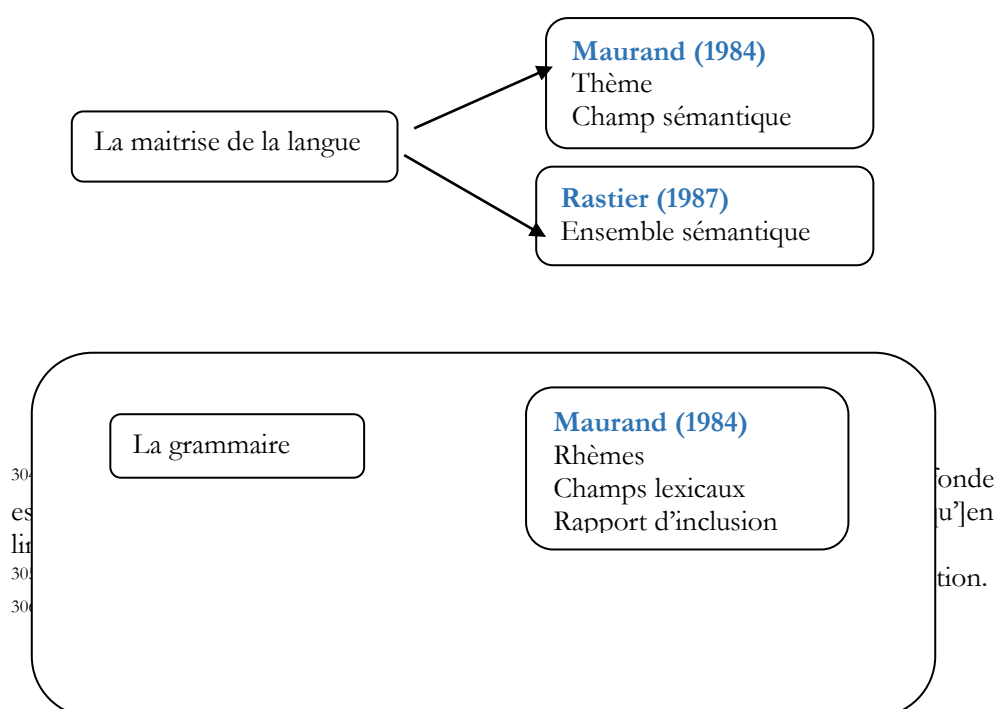 Maurand (1984)
Thème
Champ sémantique
La maitrise de la langue
Rastier (1987)
Ensemble sémantique
La grammaire
Maurand (1984)
Rhèmes
Champs lexicaux
Rapport d’inclusion
u’]en
tion.